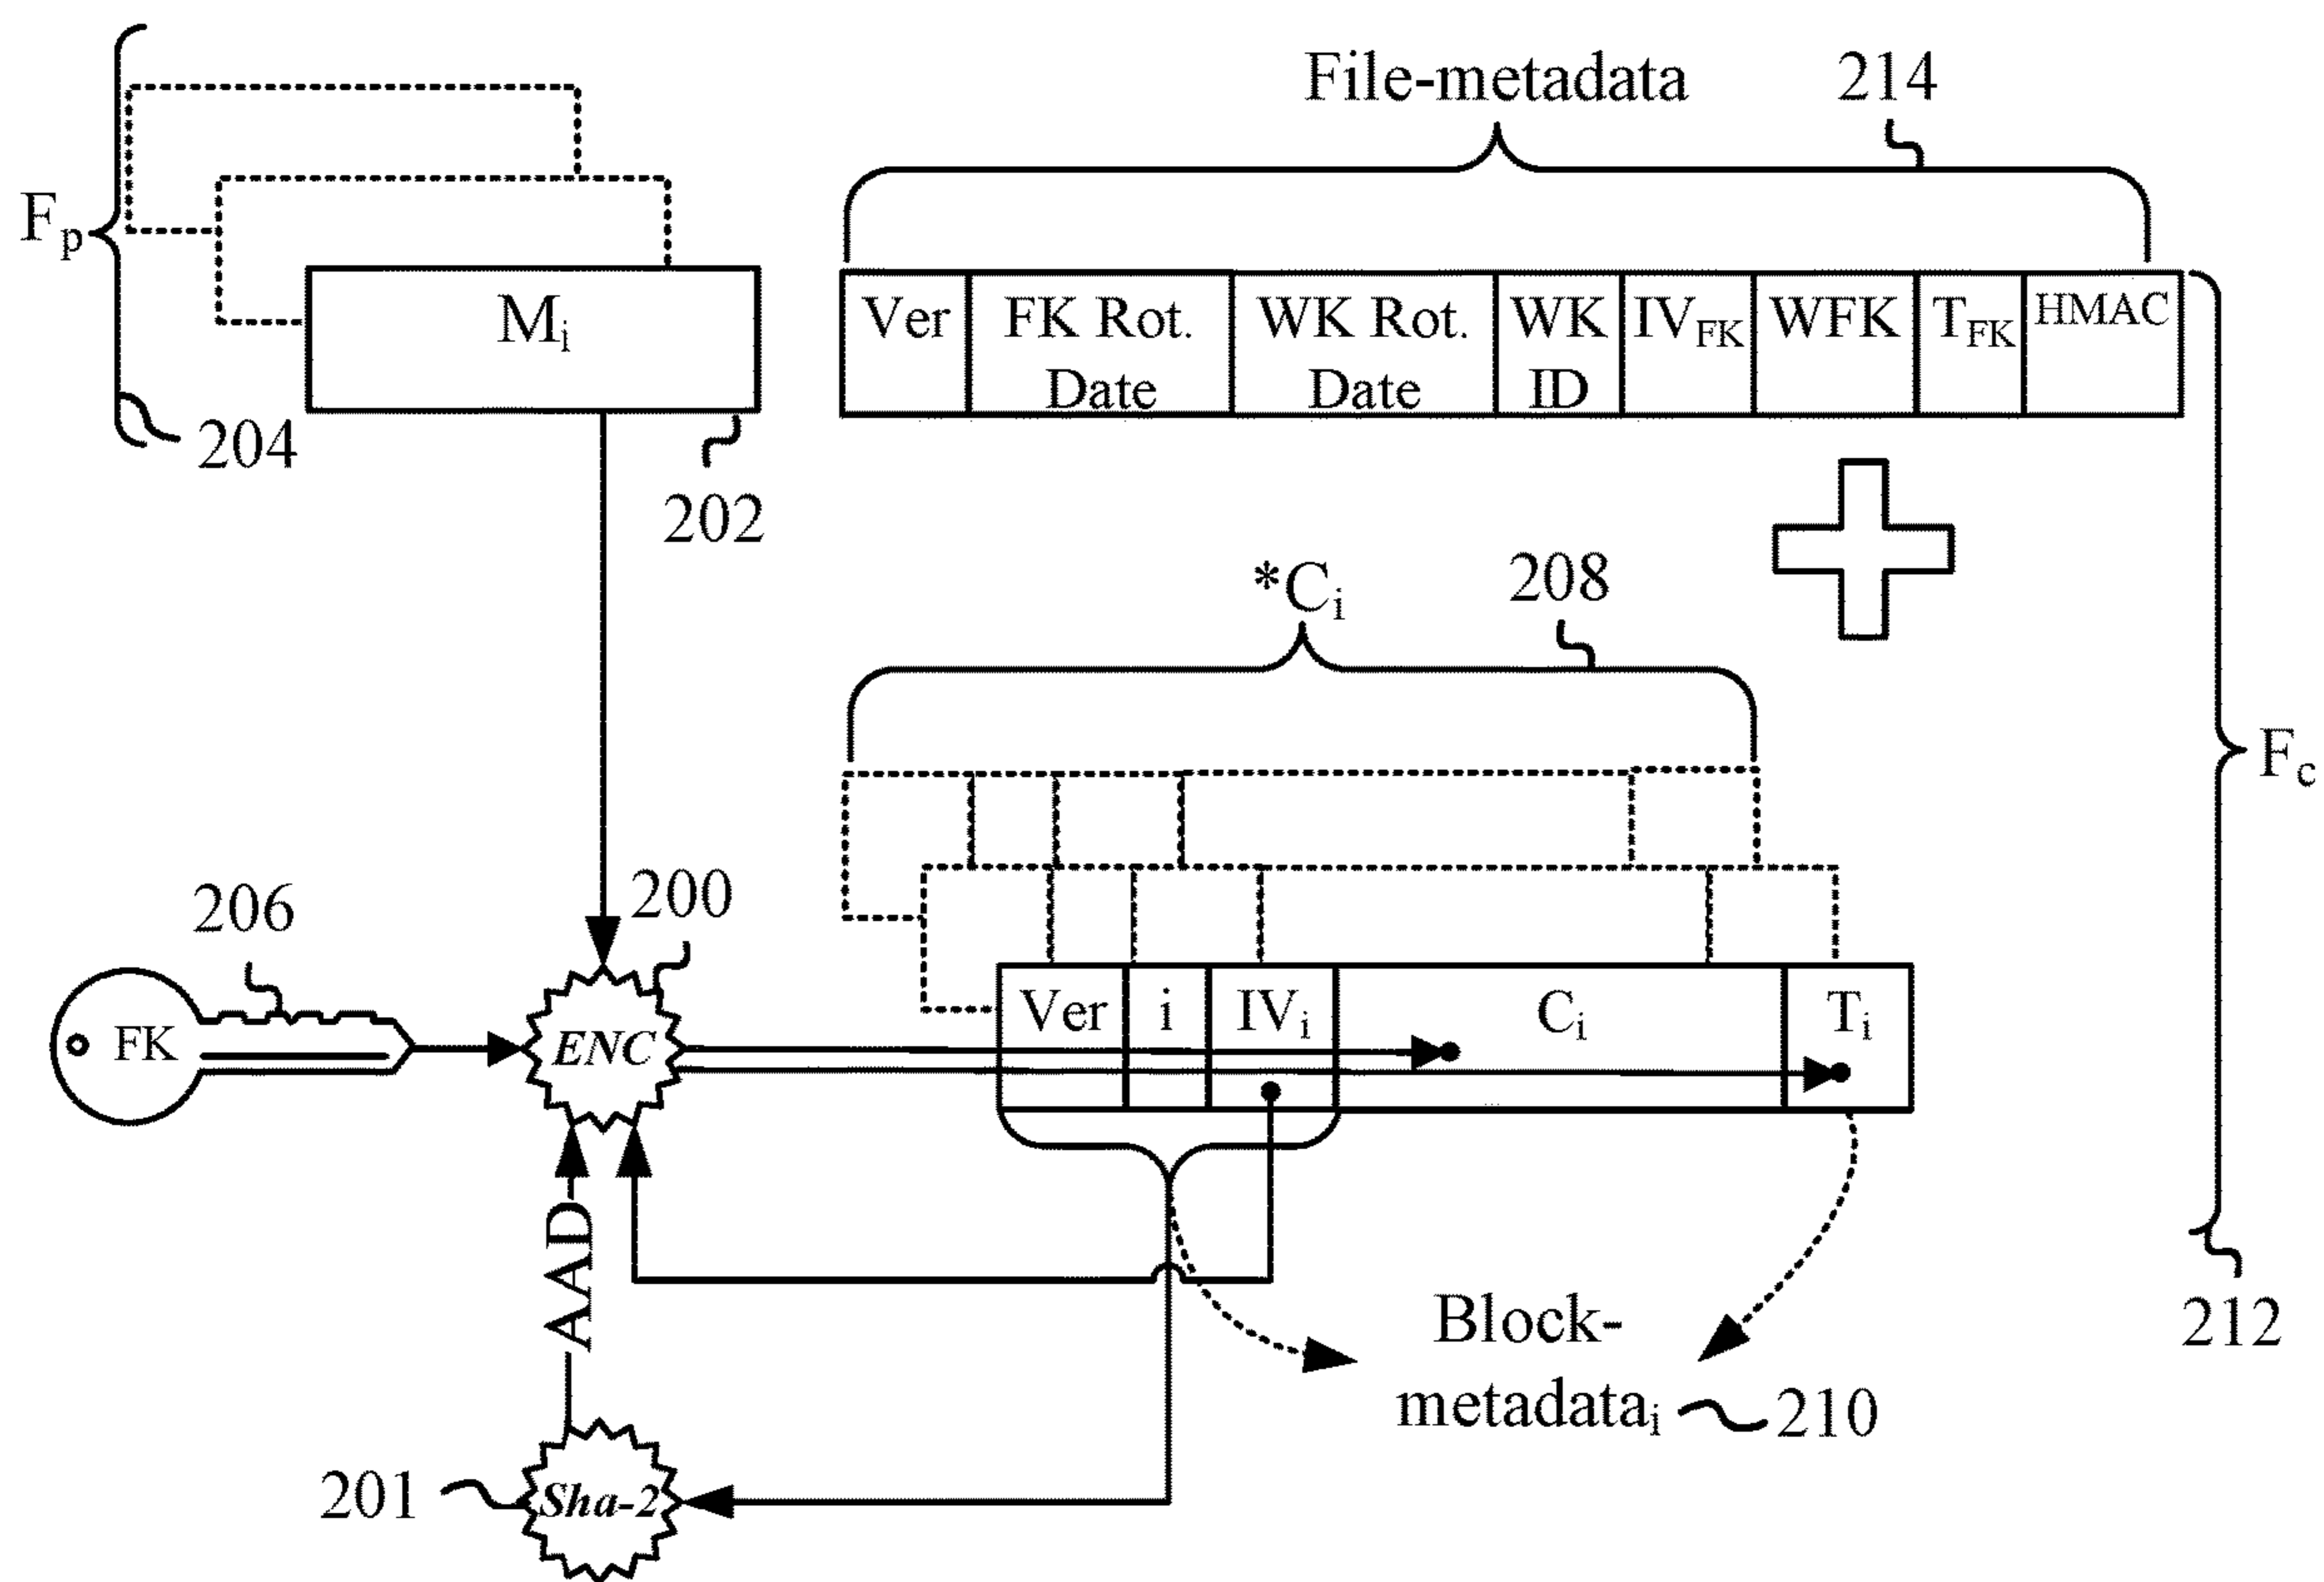 File-metadata
214
Fp
Mi
204
202
Ver
FK Rot.
Date
WK Rot.
Date
WK
ID
IVFK
WFK
TFK
HMAC
*Ci
208
Fc
206
200
FK
ENC
Ver
i
IVi
Ci
Ti
AAD
Block-
metadatai
210
212
201
Sha-2